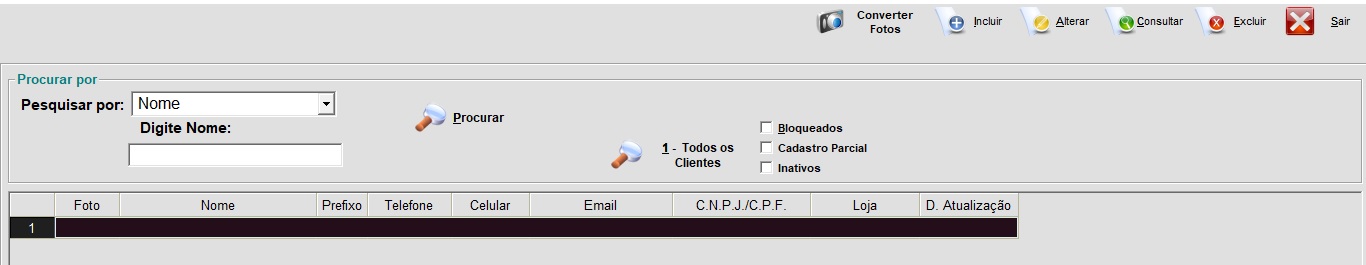 Converter
Fotos
Incluir
Alterar
Consultar
Excluir
Sair
Procurar por
Pesquisar por: Nome
Digite Nome:
Procurar
1 - Todos os
Clientes
Bloqueados
Cadastro Parcial
Inativos
Foto Nome Prefixo Telefone Celular Email C.N.P.J./C.P.F. Loja D. Atualização
1